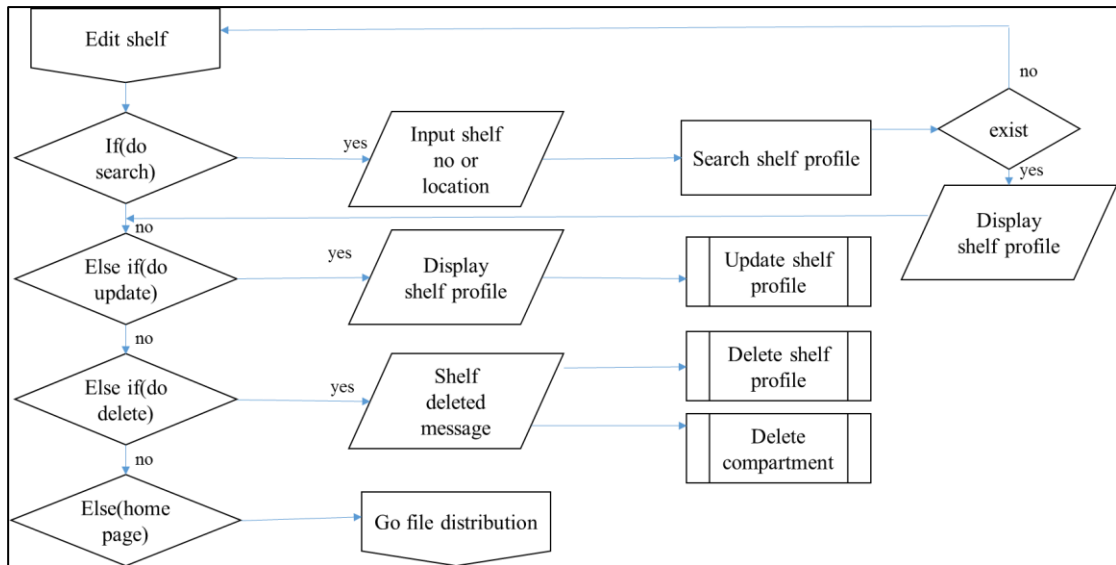 Edit shelf
no
If(do
search)
yes
Input shelf
no or
location
Search shelf profile
exist
yes
Display
shelf profile
no
Else if(do
update)
yes
Display
shelf profile
Update shelf
profile
no
Else if(do
delete)
yes
Shelf
deleted
message
Delete shelf
profile
Delete
compartment
no
Else(home
page)
Go file distribution